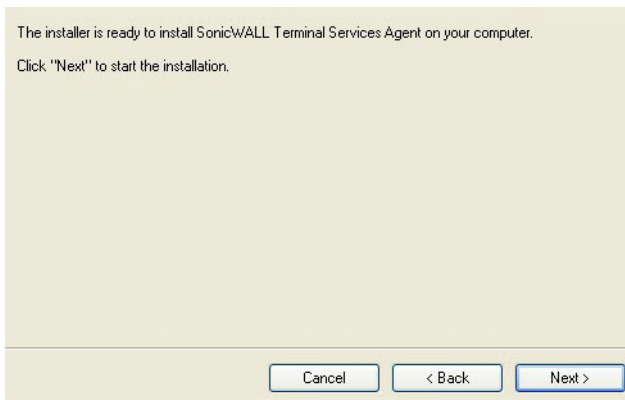 The installer is ready to install SonicWALL Terminal Services Agent on your computer.
Click "Next" to start the installation.
Cancel
< Back
Next >